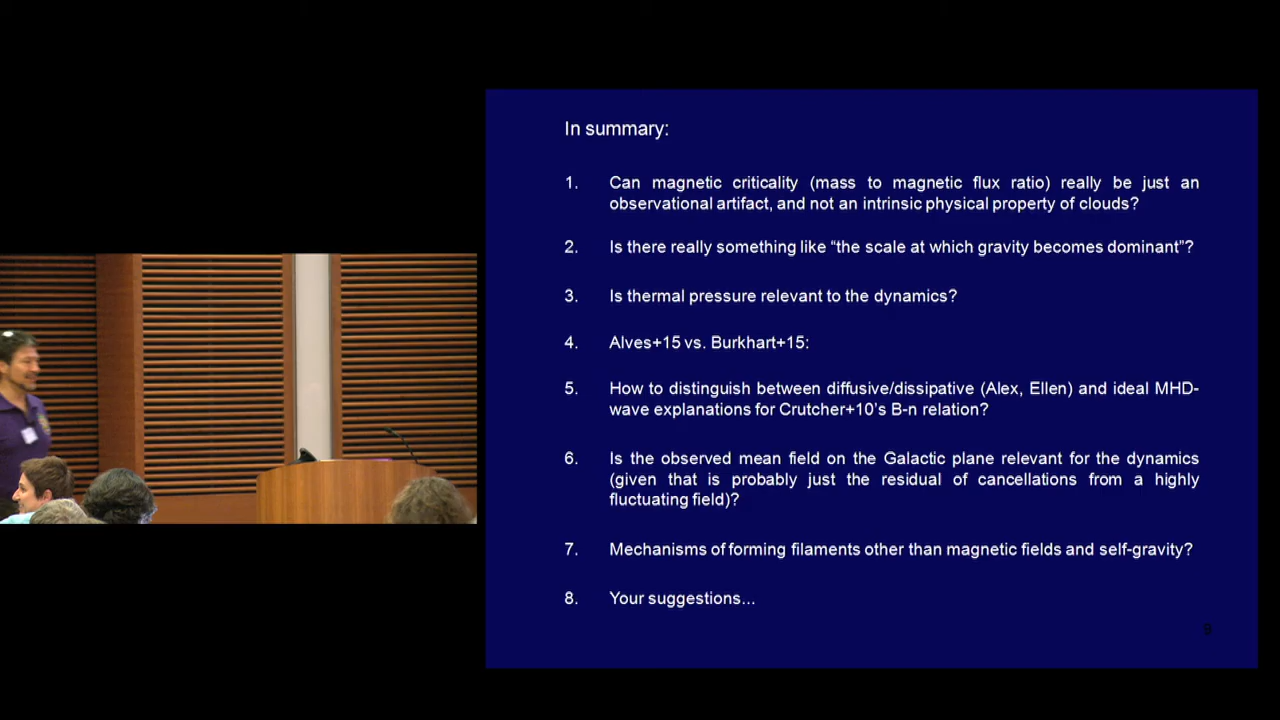 In summary:
1. Can magnetic criticality (mass to magnetic flux ratio) really be just an
observational artifact, and not an intrinsic physical property of clouds?
2. Is there really something like “the scale at which gravity becomes dominant”?
3. Is thermal pressure relevant to the dynamics?
4. Alves+15 vs. Burkhart+15:
5. How to distinguish between diffusive/dissipative (Alex, Ellen) and ideal MHD-
wave explanations for Crutcher+10’s B-n relation?
6. Is the observed mean field on the Galactic plane relevant for the dynamics
(given that is probably just the residual of cancellations from a highly
fluctuating field)?
7. Mechanisms of forming filaments other than magnetic fields and self-gravity?
8. Your suggestions...
9